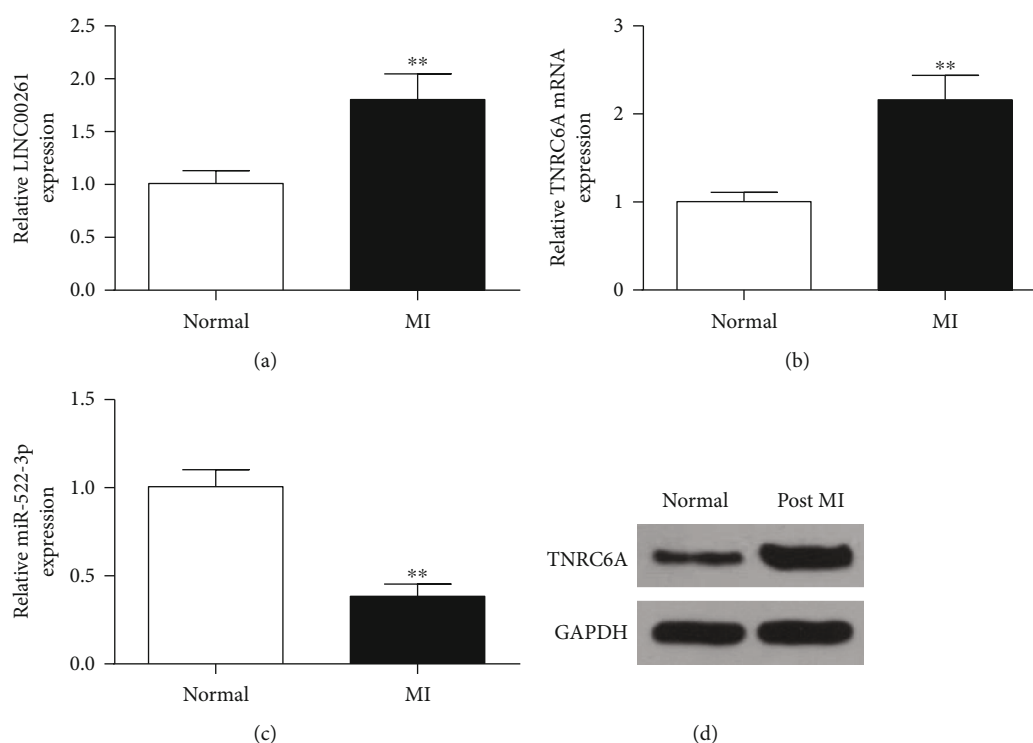 Relative LINC00261
expression
2.5
2.0
1.5
1.0
0.5
0.0
**
Normal
MI
(a)
Relative TNRC6A mRNA
expression
3
2
1
0
**
Normal
MI
(b)
Relative miR-522-3p
expression
1.5
1.0
0.5
0.0
**
Normal
MI
(c)
Normal
Post MI
TNRC6A
GAPDH
(d)